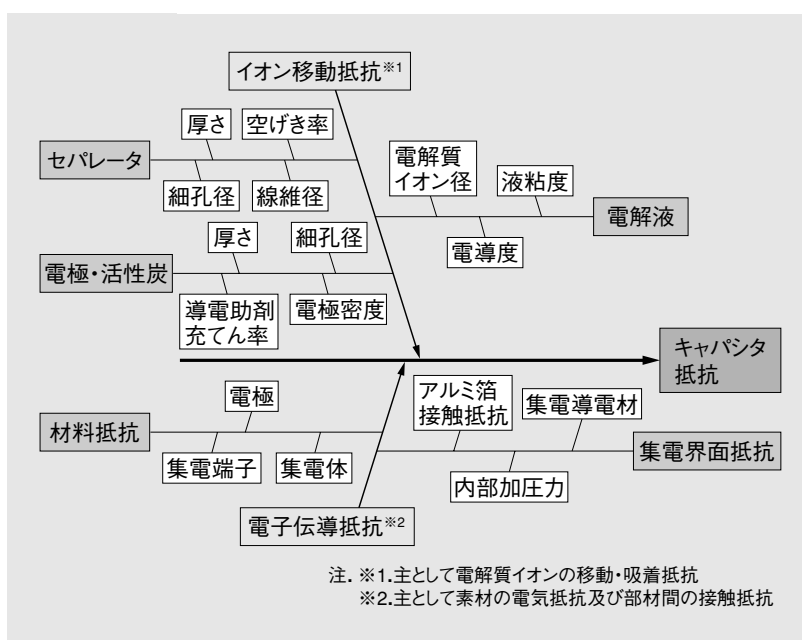 イオン移動抵抗※1
厚さ
空げき率
セパレータ
細孔径
線維径
電解質
イオン径
液粘度
電解液
電導度
厚さ
細孔径
電極・活性炭
導電助剤
充てん率
電極密度
キャパシタ
抵抗
電極
材料抵抗
集電端子
集電体
アルミ箔
接触抵抗
集電導電材
集電界面抵抗
内部加圧力
電子伝導抵抗※2
注. ※1.主として電解質イオンの移動・吸着抵抗
※2.主として素材の電気抵抗及び部材間の接触抵抗